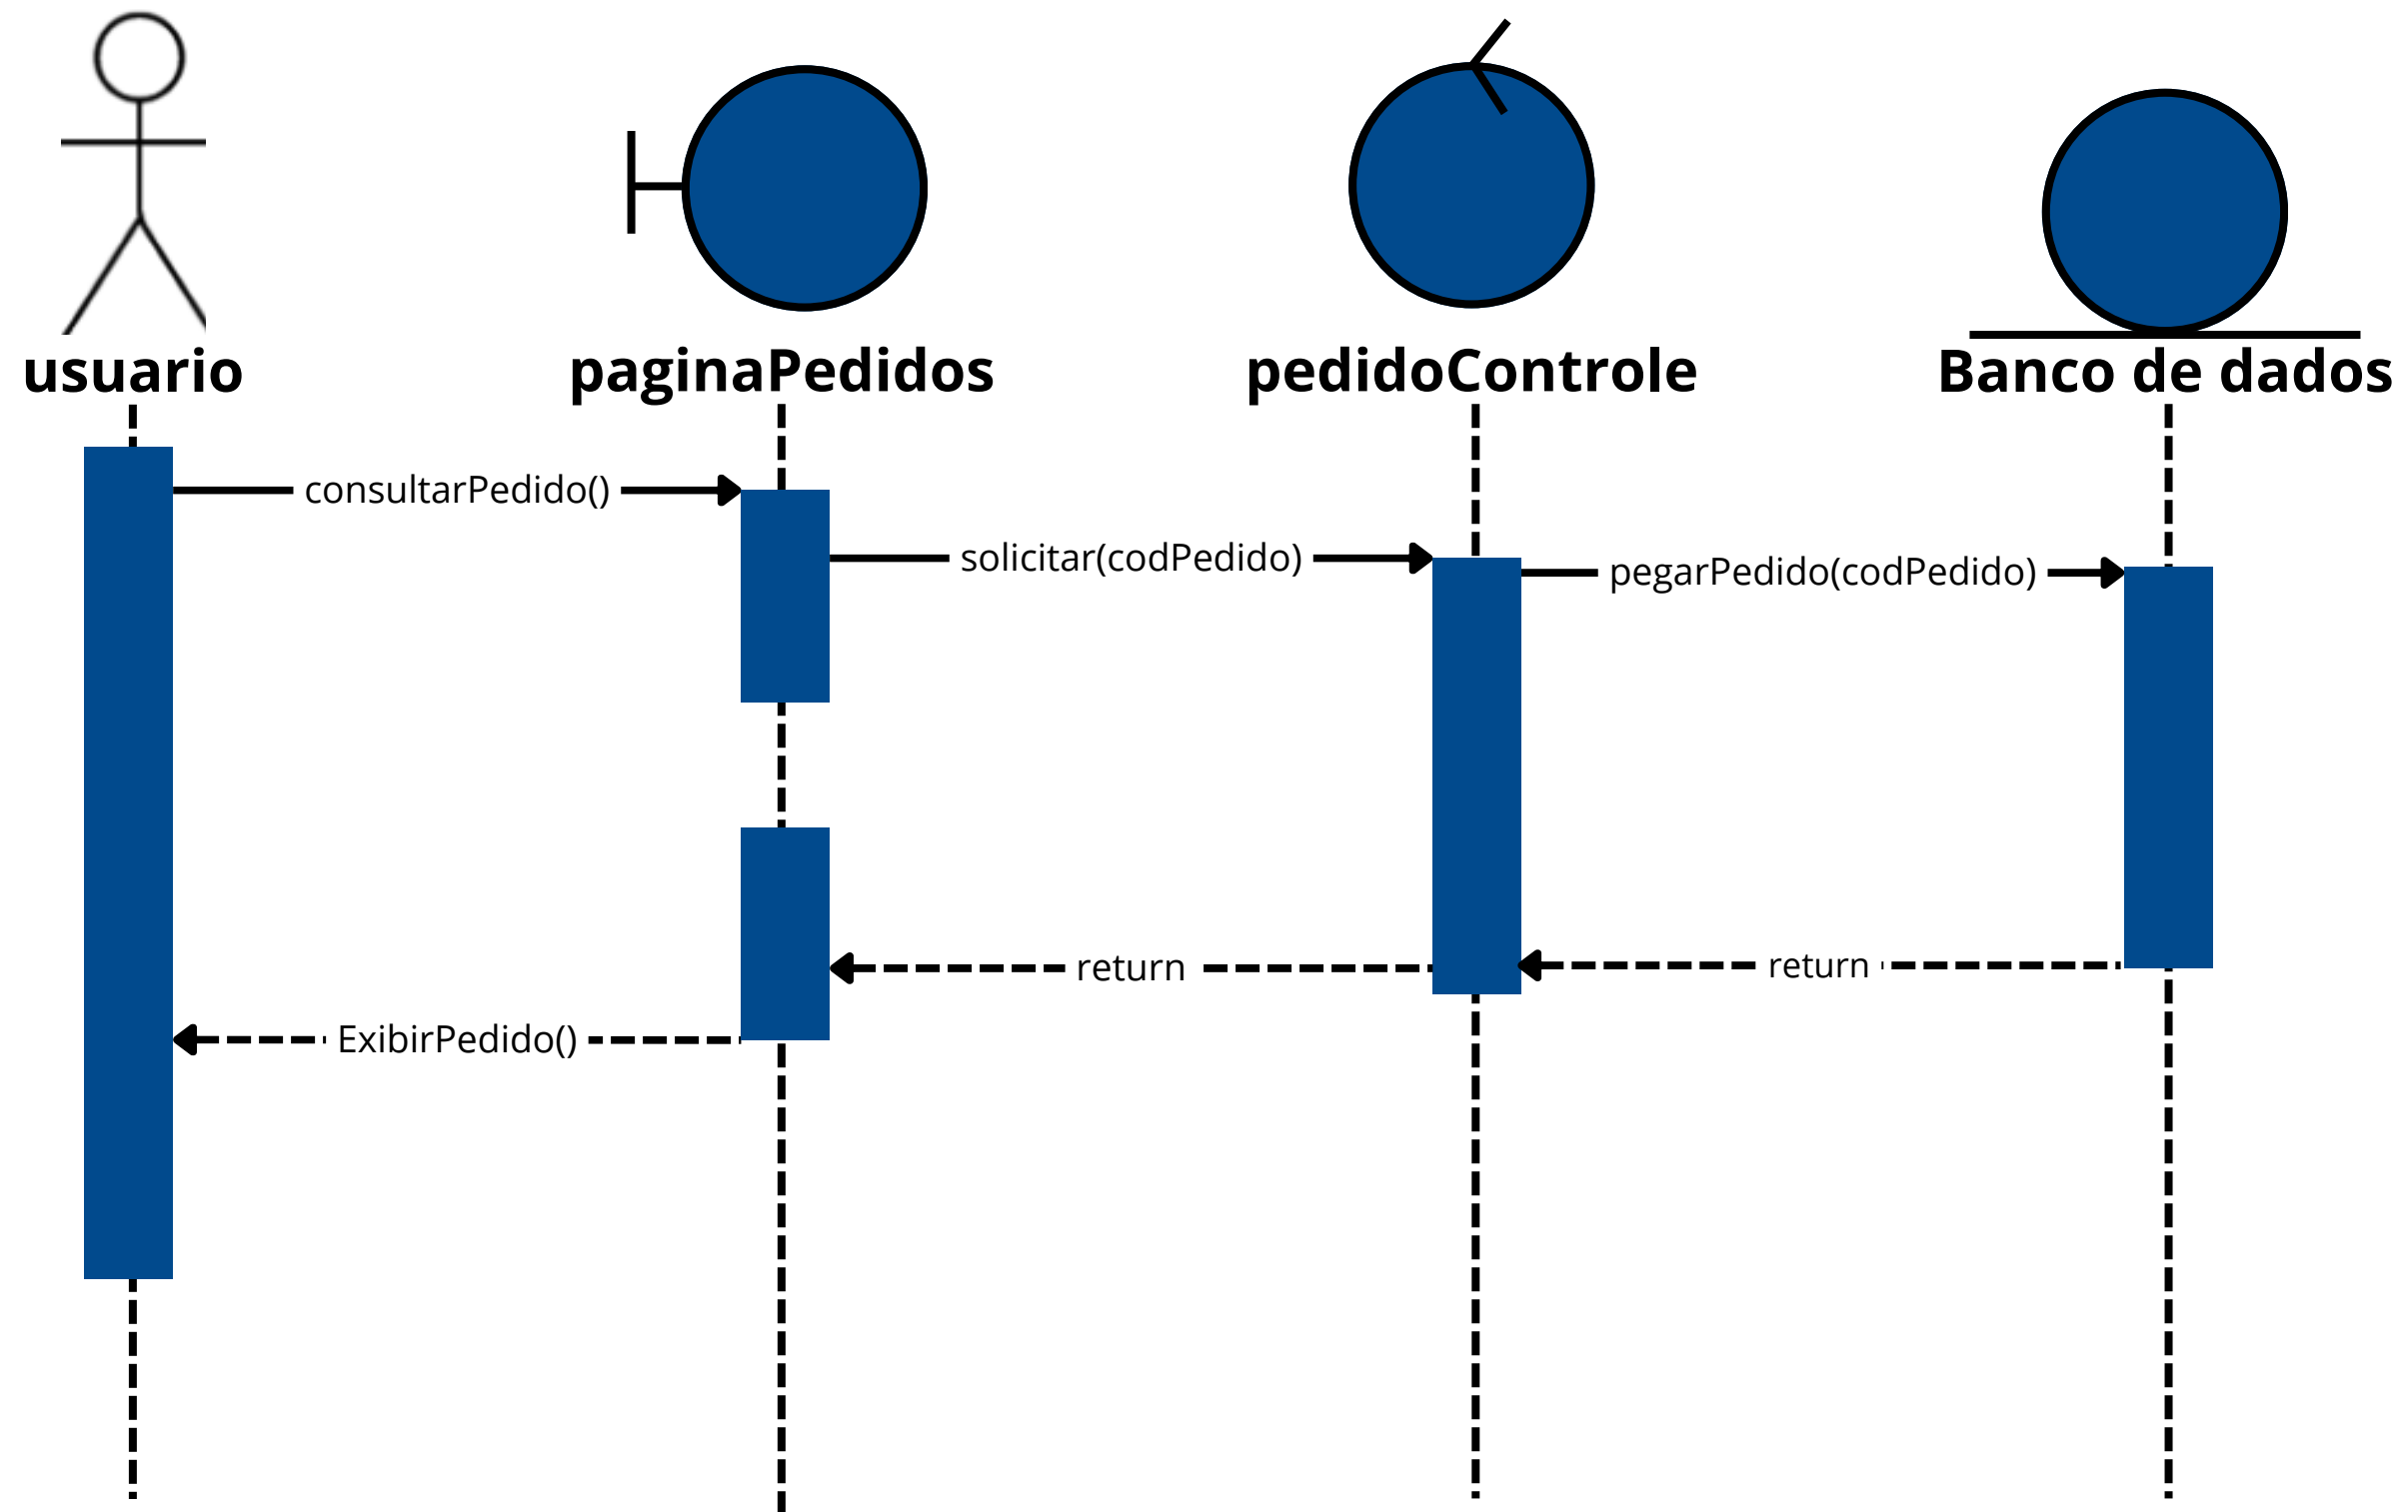 usuario
paginaPedidos
pedidoControle
Banco de dados
consultarPedido()
solicitar(codPedido)
pegarPedido(codPedido)
return
return
ExibirPedido()